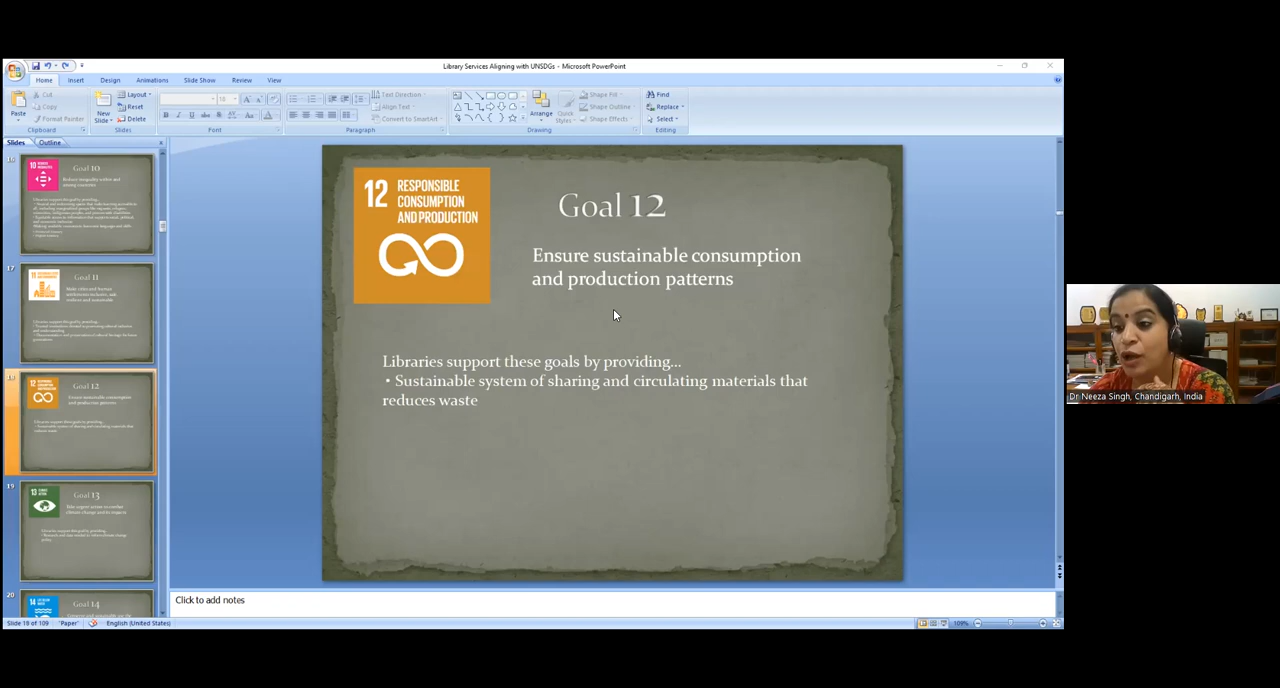 Library Services Aligning with UNSDGs - Microsoft PowerPoint
Home
Insert
Design
Animations
Slide Show
Review
View
Paste
Cut
Copy
Format Painter
Clipboard
New
Slide
Layout
Reset
Delete
Slides
Font
Paragraph
Text Direction
Align Text
Convert to SmartArt
Arrange
Quick
Styles
Shape Fill
Shape Outline
Shape Effects
Drawing
Find
Replace
Select
Editing
Slides
Outline
16
Goal 10
17
Goal 11
18
Goal 12
19
Goal 13
20
Goal 14
12 RESPONSIBLE
CONSUMPTION
AND PRODUCTION
Goal 12
Ensure sustainable consumption
and production patterns
Libraries support these goals by providing...
• Sustainable system of sharing and circulating materials that
reduces waste
Dr Neeza Singh, Chandigarh, India
Click to add notes
"Paper"
English (United States)
109%